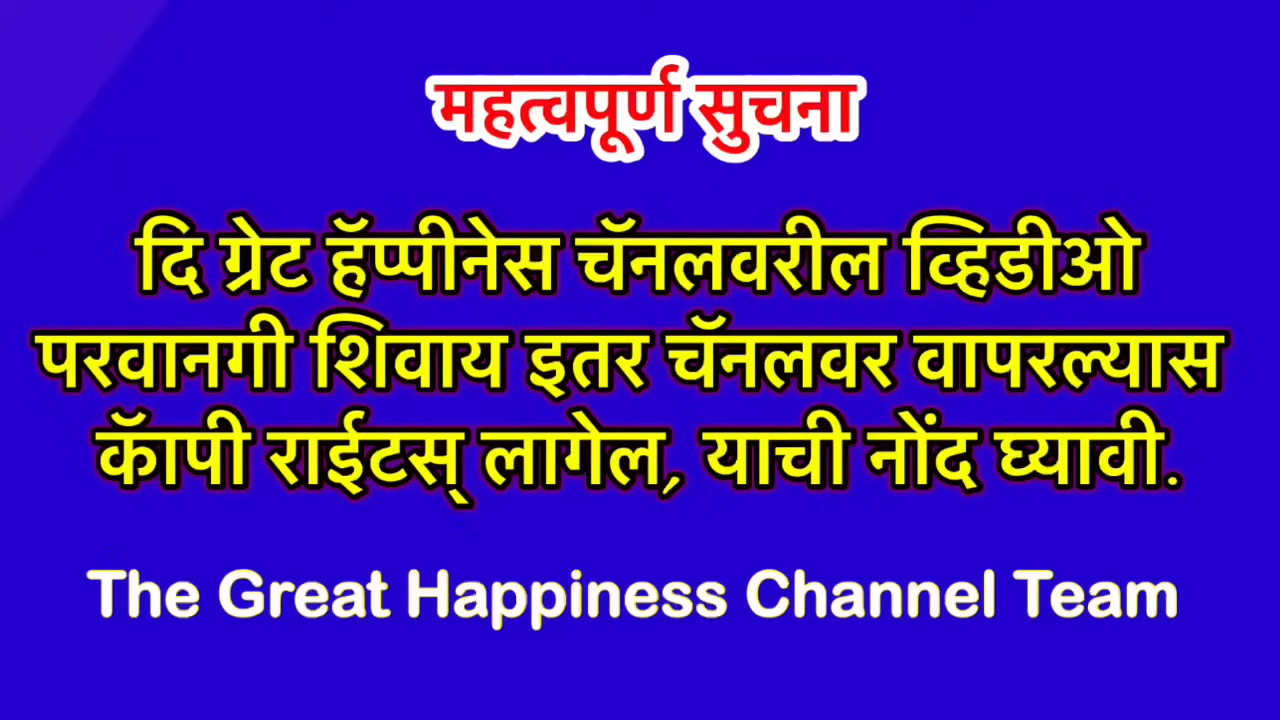 महत्वपूर्ण सुचना
दि ग्रेट हॅप्पीनेस चॅनलवरील व्हिडीओ
परवानगी शिवाय इतर चॅनलवर वापरल्यास
कॅापी राईटस् लागेल, याची नोंद घ्यावी.
The Great Happiness Channel Team